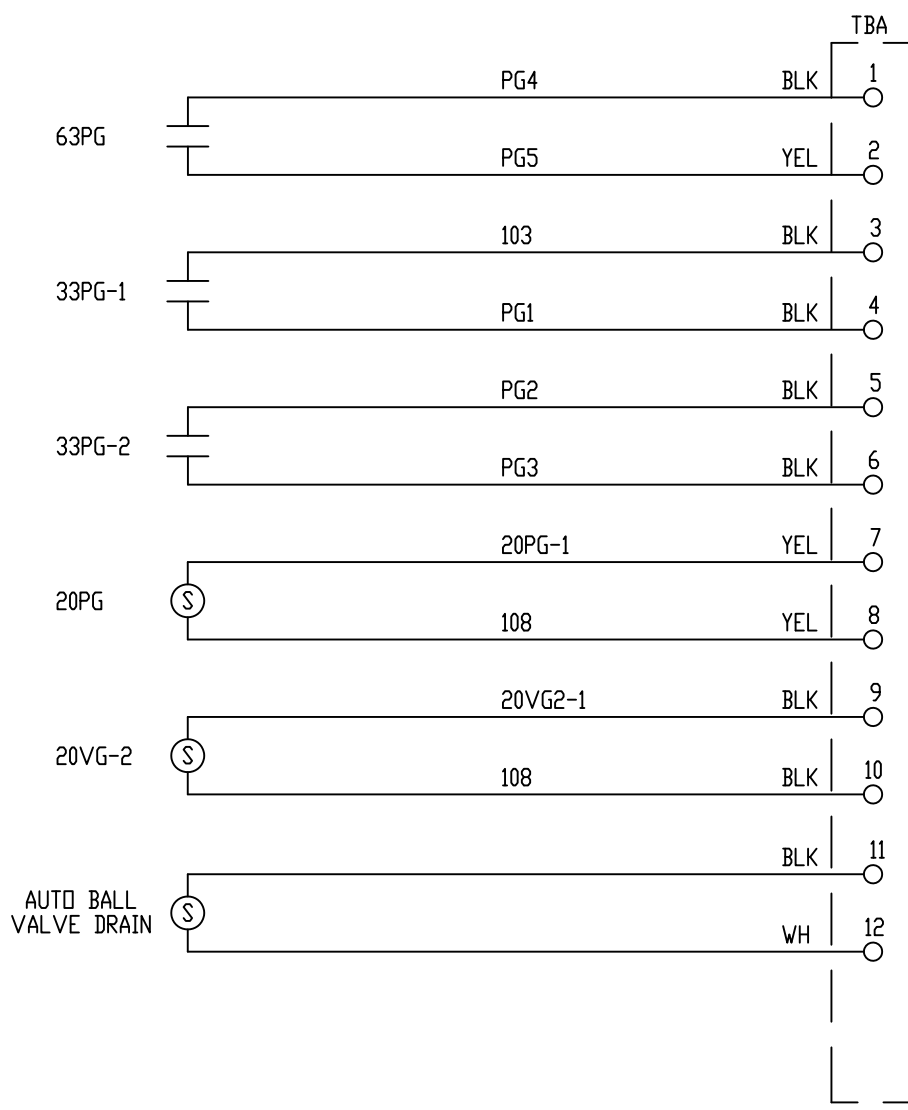 TBA
PG4 BLK 1
63PG
PG5 YEL 2
103 BLK 3
33PG-1
PG1 BLK 4
PG2 BLK 5
33PG-2
PG3 BLK 6
20PG-1 YEL 7
20PG S
108 YEL 8
20VG2-1 BLK 9
20VG-2 S
108 BLK 10
BLK 11
AUTO BALL
VALVE DRAIN S
WH 12